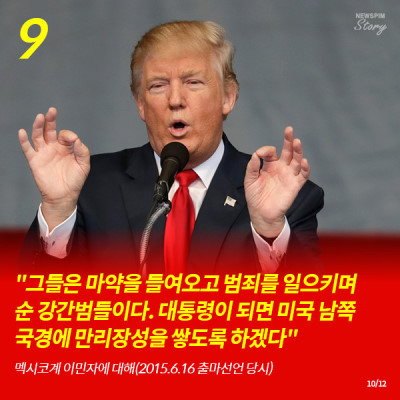 NEWSPIM
Story
9
"그들은 마약을 들여오고 범죄를 일으키며
순 강간범들이다. 대통령이 되면 미국 남쪽
국경에 만리장성을 쌓도록 하겠다"
멕시코계 이민자에 대해(2015.6.16 출마선언 당시)
10/12